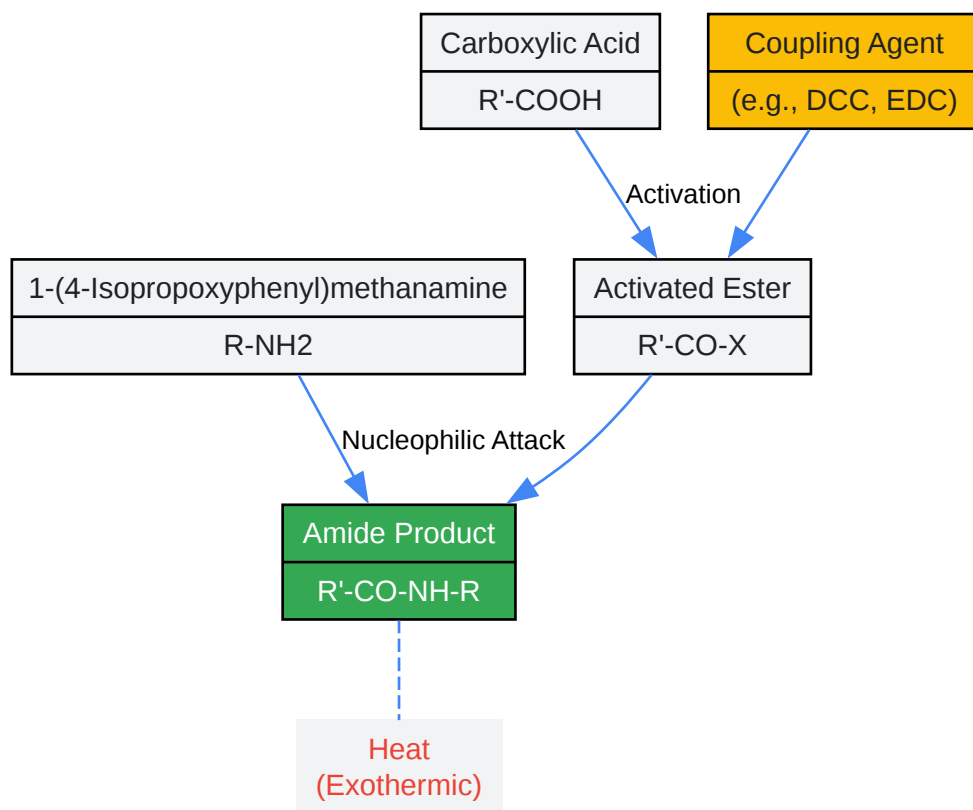 Carboxylic Acid
R'-COOH
Coupling Agent
(e.g., DCC, EDC)
Activation
1-(4-Isopropoxyphenyl)methanamine
R-NH2
Activated Ester
R'-CO-X
Nucleophilic Attack
Amide Product
R'-CO-NH-R
Heat
(Exothermic)